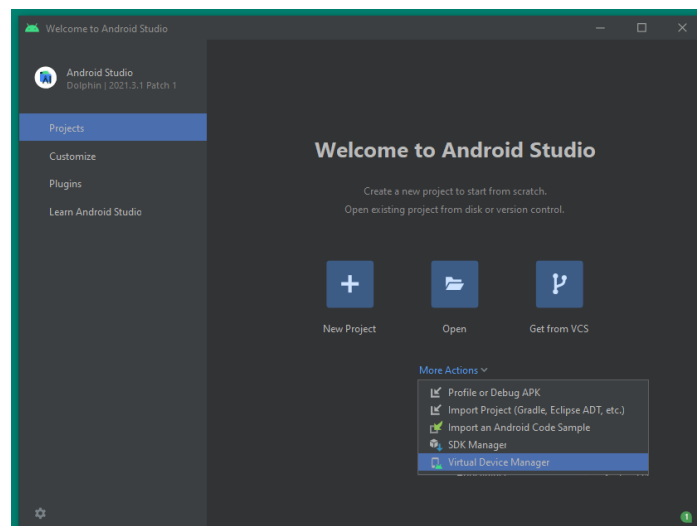 Welcome to Android Studio
Android Studio
Dolphin | 2021.3.1 Patch 1
Projects
Customize
Plugins
Learn Android Studio
Welcome to Android Studio
Create a new project to start from scratch.
Open existing project from disk or version control.
New Project
Open
Get from VCS
More Actions
Profile or Debug APK
Import Project (Gradle, Eclipse ADT, etc.)
Import an Android Code Sample
SDK Manager
Virtual Device Manager
1